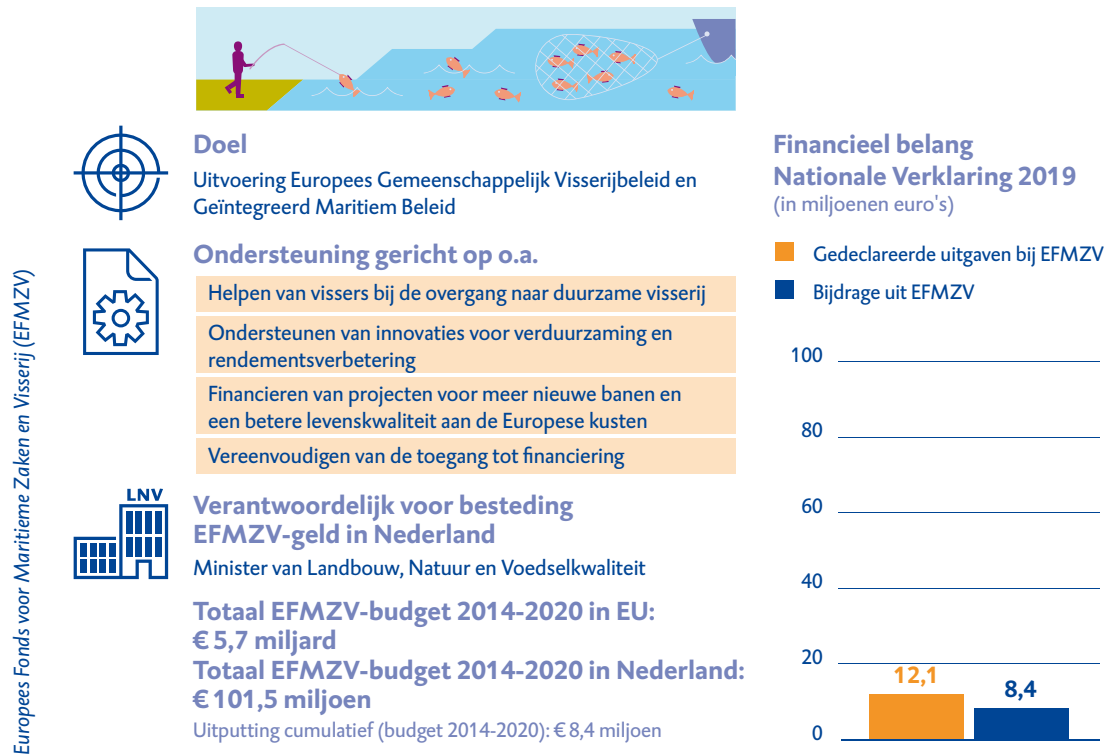 Europees Fonds voor Maritieme Zaken en Visserij (EFMZV)
Doel
Uitvoering Europees Gemeenschappelijk Visserijbeleid en
Geïntegreerd Maritiem Beleid
Ondersteuning gericht op o.a.
Helpen van vissers bij de overgang naar duurzame visserij
Ondersteunen van innovaties voor verduurzaming en
rendementsverbetering
Financieren van projecten voor meer nieuwe banen en
een betere levenskwaliteit aan de Europese kusten
Vereenvoudigen van de toegang tot financiering
LNV
Verantwoordelijk voor besteding
EFMZV-geld in Nederland
Minister van Landbouw, Natuur en Voedselkwaliteit
Totaal EFMZV-budget 2014-2020 in EU:
€ 5,7 miljard
Totaal EFMZV-budget 2014-2020 in Nederland:
€ 101,5 miljoen
Uitputting cumulatief (budget 2014-2020): € 8,4 miljoen
Financieel belang
Nationale Verklaring 2019
(in miljoenen euro's)
Gedeclareerde uitgaven bij EFMZV
Bijdrage uit EFMZV
100
80
60
40
20
0
12,1
8,4